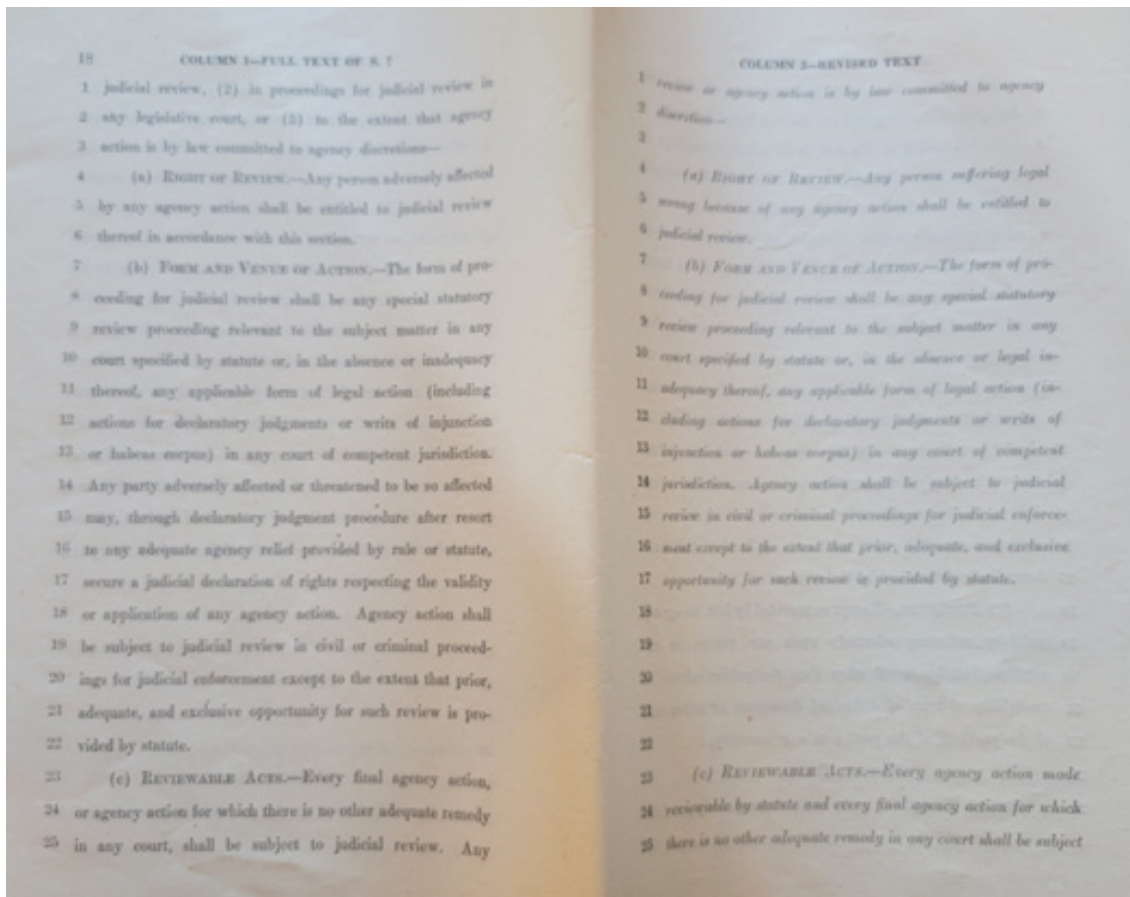 18 COLUMN 1—FULL TEXT OF S. 7
1 judicial review, (2) in proceedings for judicial review in
2 any legislative court, or (3) to the extent that agency
3 action is by law committed to agency discretion—
4 (a) RIGHT OF REVIEW.—Any person adversely affected
5 by any agency action shall be entitled to judicial review
6 thereof in accordance with this section.
7 (b) FORM AND VENUE OF ACTION.—The form of pro-
8 ceeding for judicial review shall be any special statutory
9 review proceeding relevant to the subject matter in any
10 court specified by statute or, in the absence or inadequacy
11 thereof, any applicable form of legal action (including
12 actions for declaratory judgments or writs of injunction
13 or habeas corpus) in any court of competent jurisdiction.
14 Any party adversely affected or threatened to be so affected
15 may, through declaratory judgment procedure after resort
16 to any adequate agency relief provided by rule or statute,
17 secure a judicial declaration of rights respecting the validity
18 or application of any agency action. Agency action shall
19 be subject to judicial review in civil or criminal proceed-
20 ings for judicial enforcement except to the extent that prior,
21 adequate, and exclusive opportunity for such review is pro-
22 vided by statute.
23 (c) REVIEWABLE ACTS.—Every final agency action,
24 or agency action for which there is no other adequate remedy
25 in any court, shall be subject to judicial review. Any
COLUMN 2—REVISED TEXT
1 review or agency action is by law committed to agency
2 discretion—
3
4 (a) RIGHT OF REVIEW.—Any person suffering legal
5 wrong because of any agency action shall be entitled to
6 judicial review.
7 (b) FORM AND VENUE OF ACTION.—The form of pro-
8 ceeding for judicial review shall be any special statutory
9 review proceeding relevant to the subject matter in any
10 court specified by statute or, in the absence or legal in-
11 adequacy thereof, any applicable form of legal action (in-
12 cluding actions for declaratory judgments or writs of
13 injunction or habeas corpus) in any court of competent
14 jurisdiction. Agency action shall be subject to judicial
15 review in civil or criminal proceedings for judicial enforce-
16 ment except to the extent that prior, adequate, and exclusive
17 opportunity for such review is provided by statute.
18
19
20
21
22
23 (c) REVIEWABLE ACTS.—Every agency action made
24 reviewable by statute and every final agency action for which
25 there is no other adequate remedy in any court shall be subject